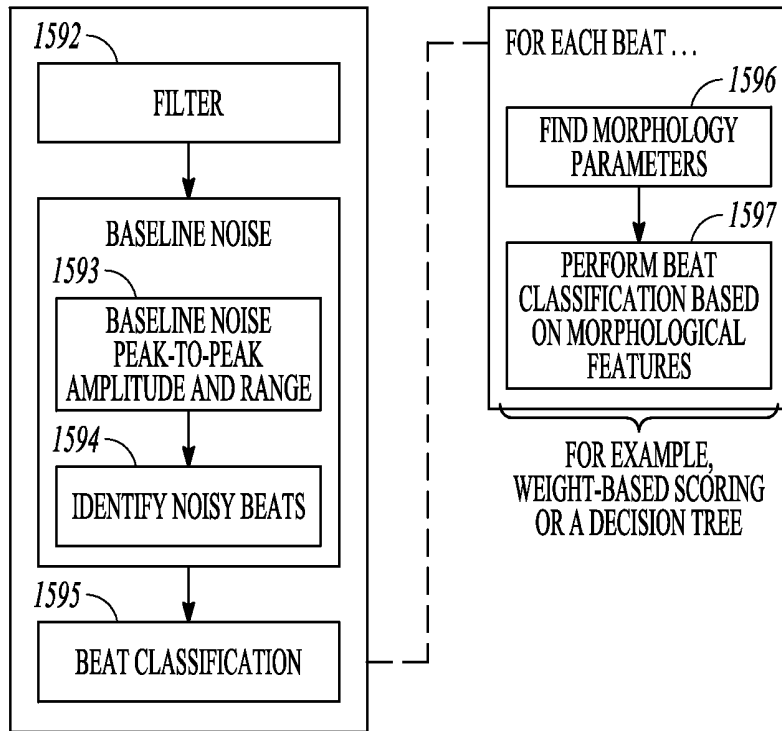 1592
FILTER
BASELINE NOISE
1593
BASELINE NOISE
PEAK-TO-PEAK
AMPLITUDE AND RANGE
1594
IDENTIFY NOISY BEATS
1595
BEAT CLASSIFICATION
FOR EACH BEAT . . .
1596
FIND MORPHOLOGY
PARAMETERS
1597
PERFORM BEAT
CLASSIFICATION BASED
ON MORPHOLOGICAL
FEATURES
FOR EXAMPLE,
WEIGHT-BASED SCORING
OR A DECISION TREE